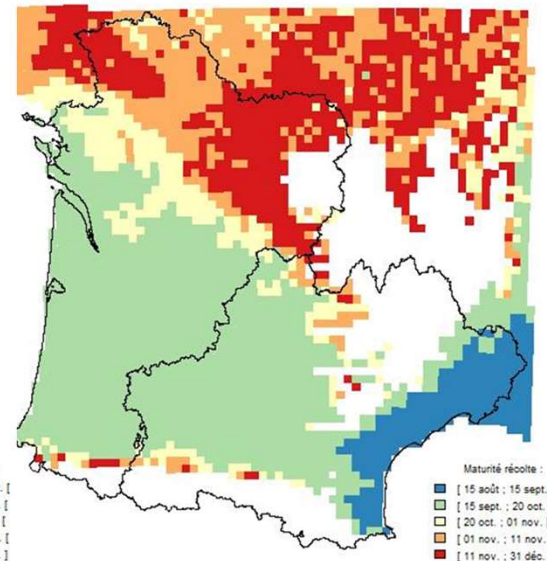 Maturité récolte :
[ 15 août ; 15 sept.
[ 15 sept. ; 20 oct.
[ 20 oct. ; 01 nov. [
[ 01 nov. ; 11 nov.
[ 11 nov. ; 31 déc.
. [
. [
[
. [
. ]